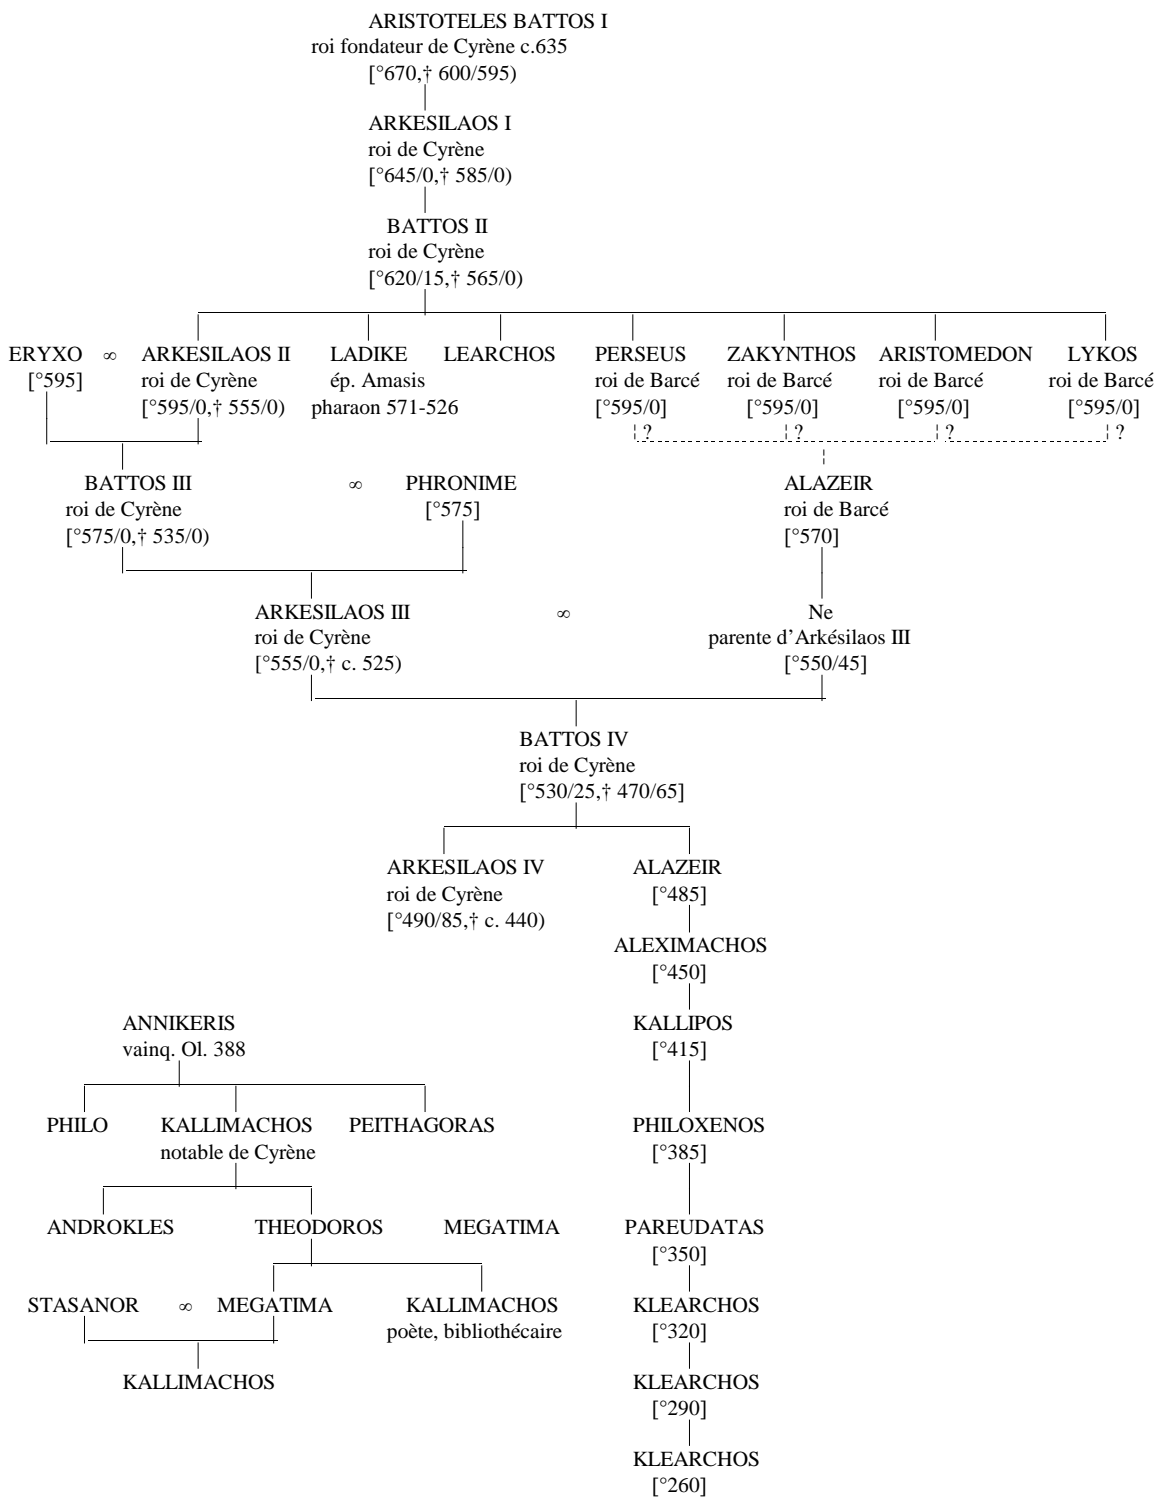 ARISTOTELES BATTOS I
roi fondateur de Cyrène c.635
[°670,† 600/595)
ARKESILAOS I
roi de Cyrène
[°645/0,† 585/0)
BATTOS II
roi de Cyrène
[°620/15,† 565/0)
ERYXO ∞ ARKESILAOS II LADIKE LEARCHOS PERSEUS ZAKYNTHOS ARISTOMEDON LYKOS
[°595] roi de Cyrène ép. Amasis roi de Barcé roi de Barcé roi de Barcé roi de Barcé
[°595/0,† 555/0) pharaon 571-526 [°595/0] [°595/0] [°595/0] [°595/0]
? ? ? ?
BATTOS III ∞ PHRONIME ALAZEIR
roi de Cyrène [°575] roi de Barcé
[°575/0,† 535/0) [°570]
ARKESILAOS III ∞ Ne
roi de Cyrène parente d’Arkésilaos III
[°555/0,† c. 525) [°550/45]
BATTOS IV
roi de Cyrène
[°530/25,† 470/65]
ARKESILAOS IV ALAZEIR
roi de Cyrène [°485]
[°490/85,† c. 440)
ALEXIMACHOS
[°450]
ANNIKERIS KALLIPOS
vainq. Ol. 388 [°415]
PHILO KALLIMACHOS PEITHAGORAS PHILOXENOS
notable de Cyrène [°385]
ANDROKLES THEODOROS MEGATIMA PAREUDATAS
[°350]
STASANOR ∞ MEGATIMA KALLIMACHOS KLEARCHOS
poète, bibliothécaire [°320]
KALLIMACHOS KLEARCHOS
[°290]
KLEARCHOS
[°260]